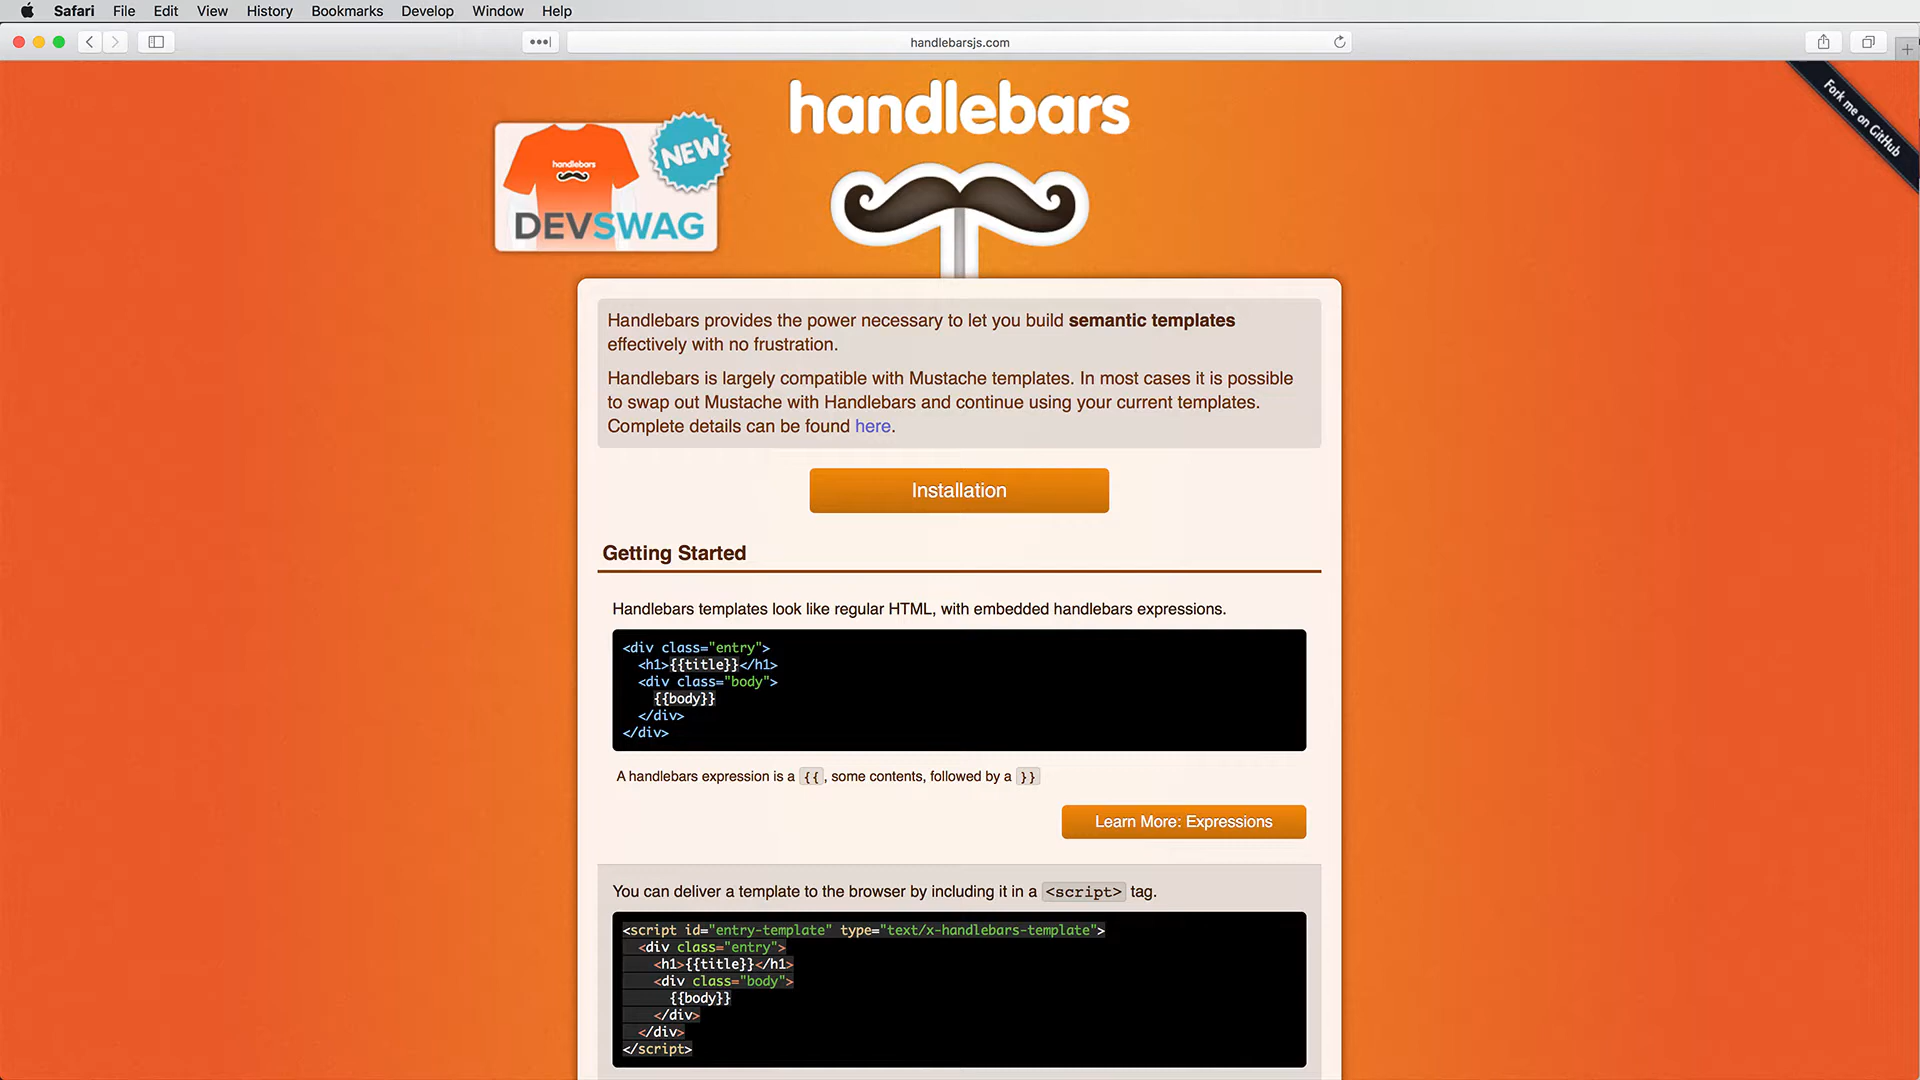 Safari File Edit View History Bookmarks Develop Window Help
handlebarsjs.com
Fork me on GitHub
handlebars
handlebars
NEW
DEVSWAG
Handlebars provides the power necessary to let you build semantic templates
effectively with no frustration.
Handlebars is largely compatible with Mustache templates. In most cases it is possible
to swap out Mustache with Handlebars and continue using your current templates.
Complete details can be found here.
Installation
Getting Started
Handlebars templates look like regular HTML, with embedded handlebars expressions.
<div class="entry">
  <h1>{{title}}</h1>
  <div class="body">
    {{body}}
  </div>
</div>
A handlebars expression is a {{, some contents, followed by a }}
Learn More: Expressions
You can deliver a template to the browser by including it in a <script> tag.
<script id="entry-template" type="text/x-handlebars-template">
  <div class="entry">
    <h1>{{title}}</h1>
    <div class="body">
      {{body}}
    </div>
  </div>
</script>